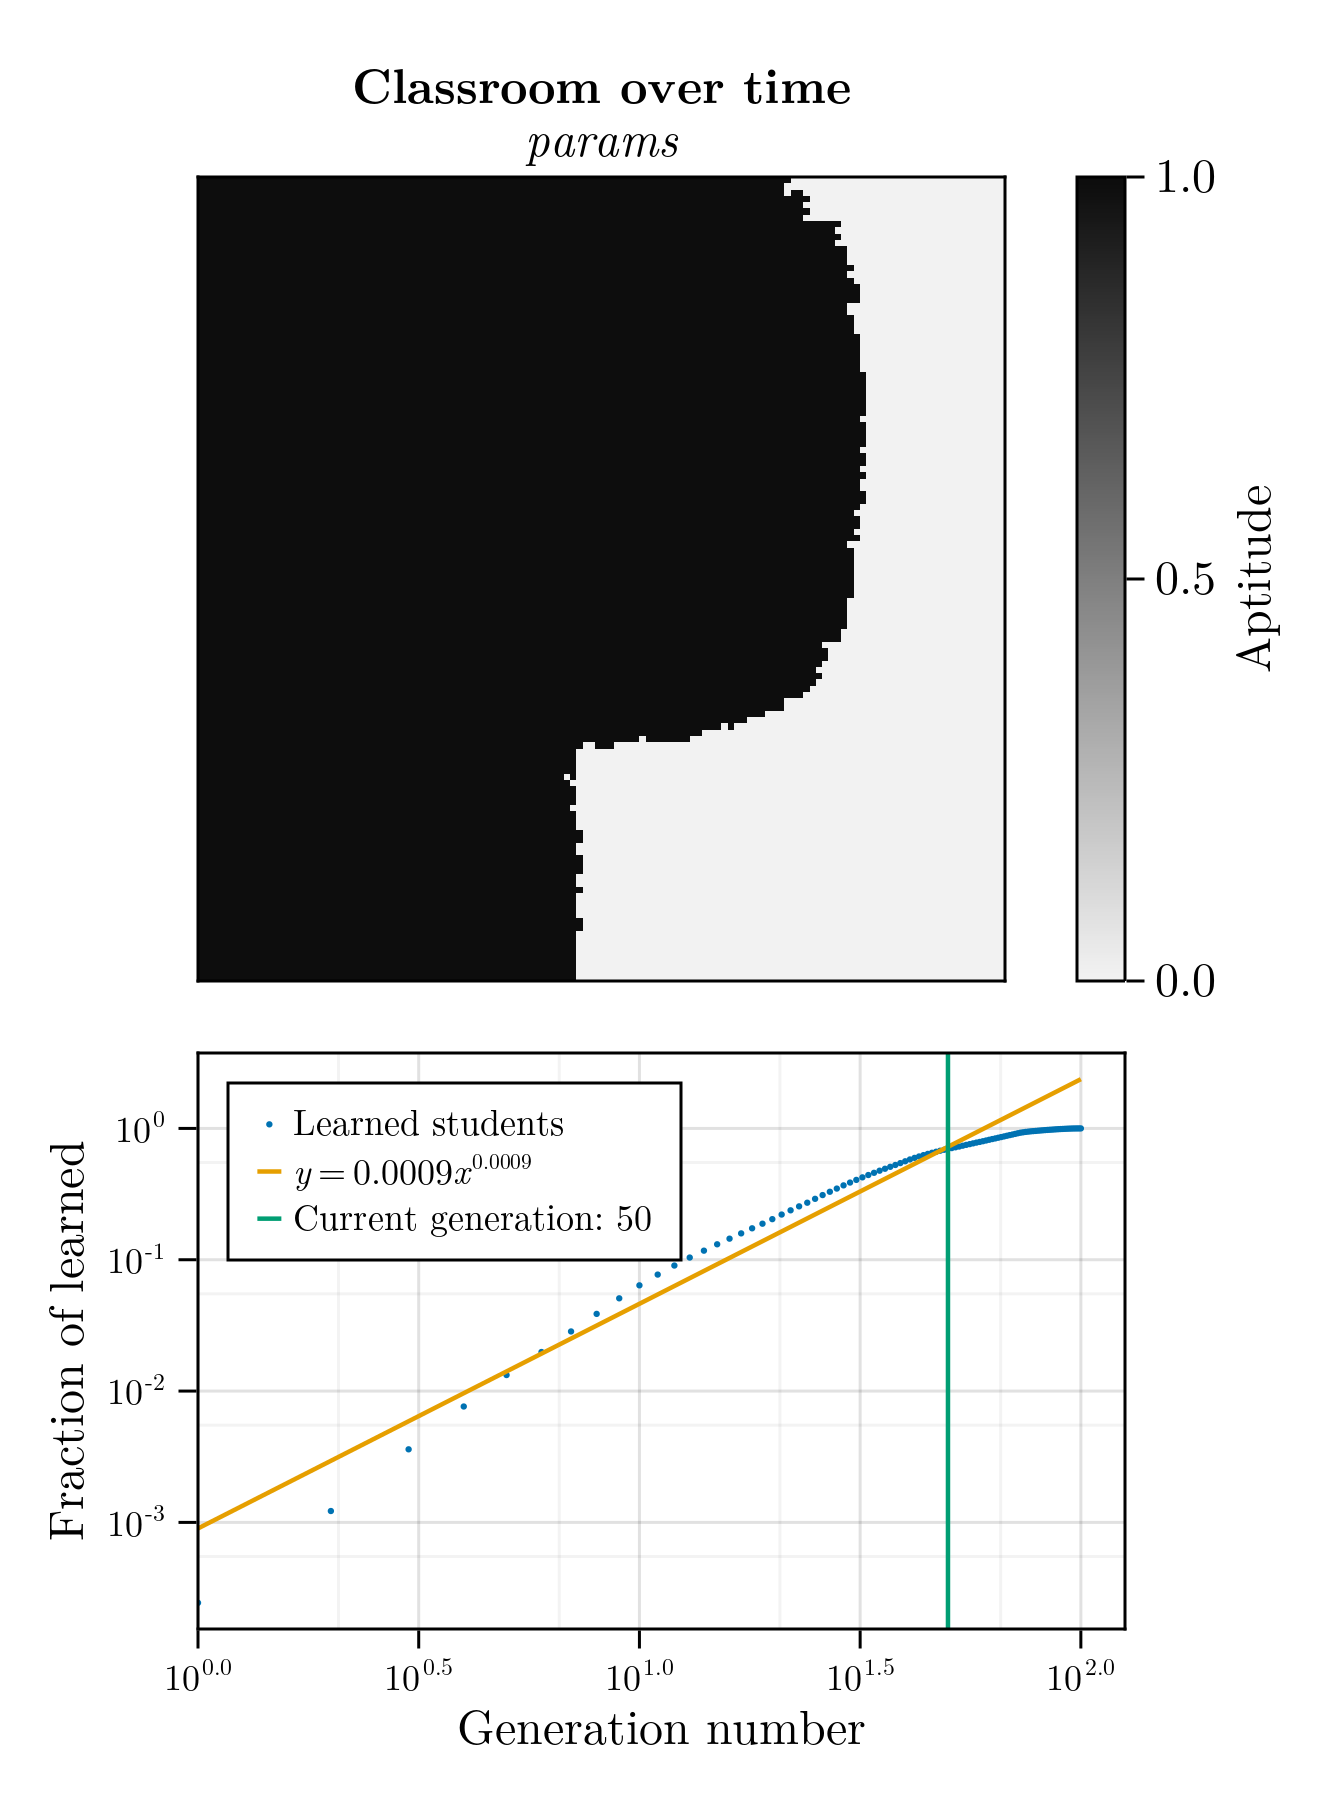 Classroom over time
params
1.0
0.5
0.0
Aptitude
Learned students
y = 0.0009x^0.0009
Current generation: 50
10^0
10^-1
10^-2
10^-3
Fraction of learned
10^0.0 10^0.5 10^1.0 10^1.5 10^2.0
Generation number